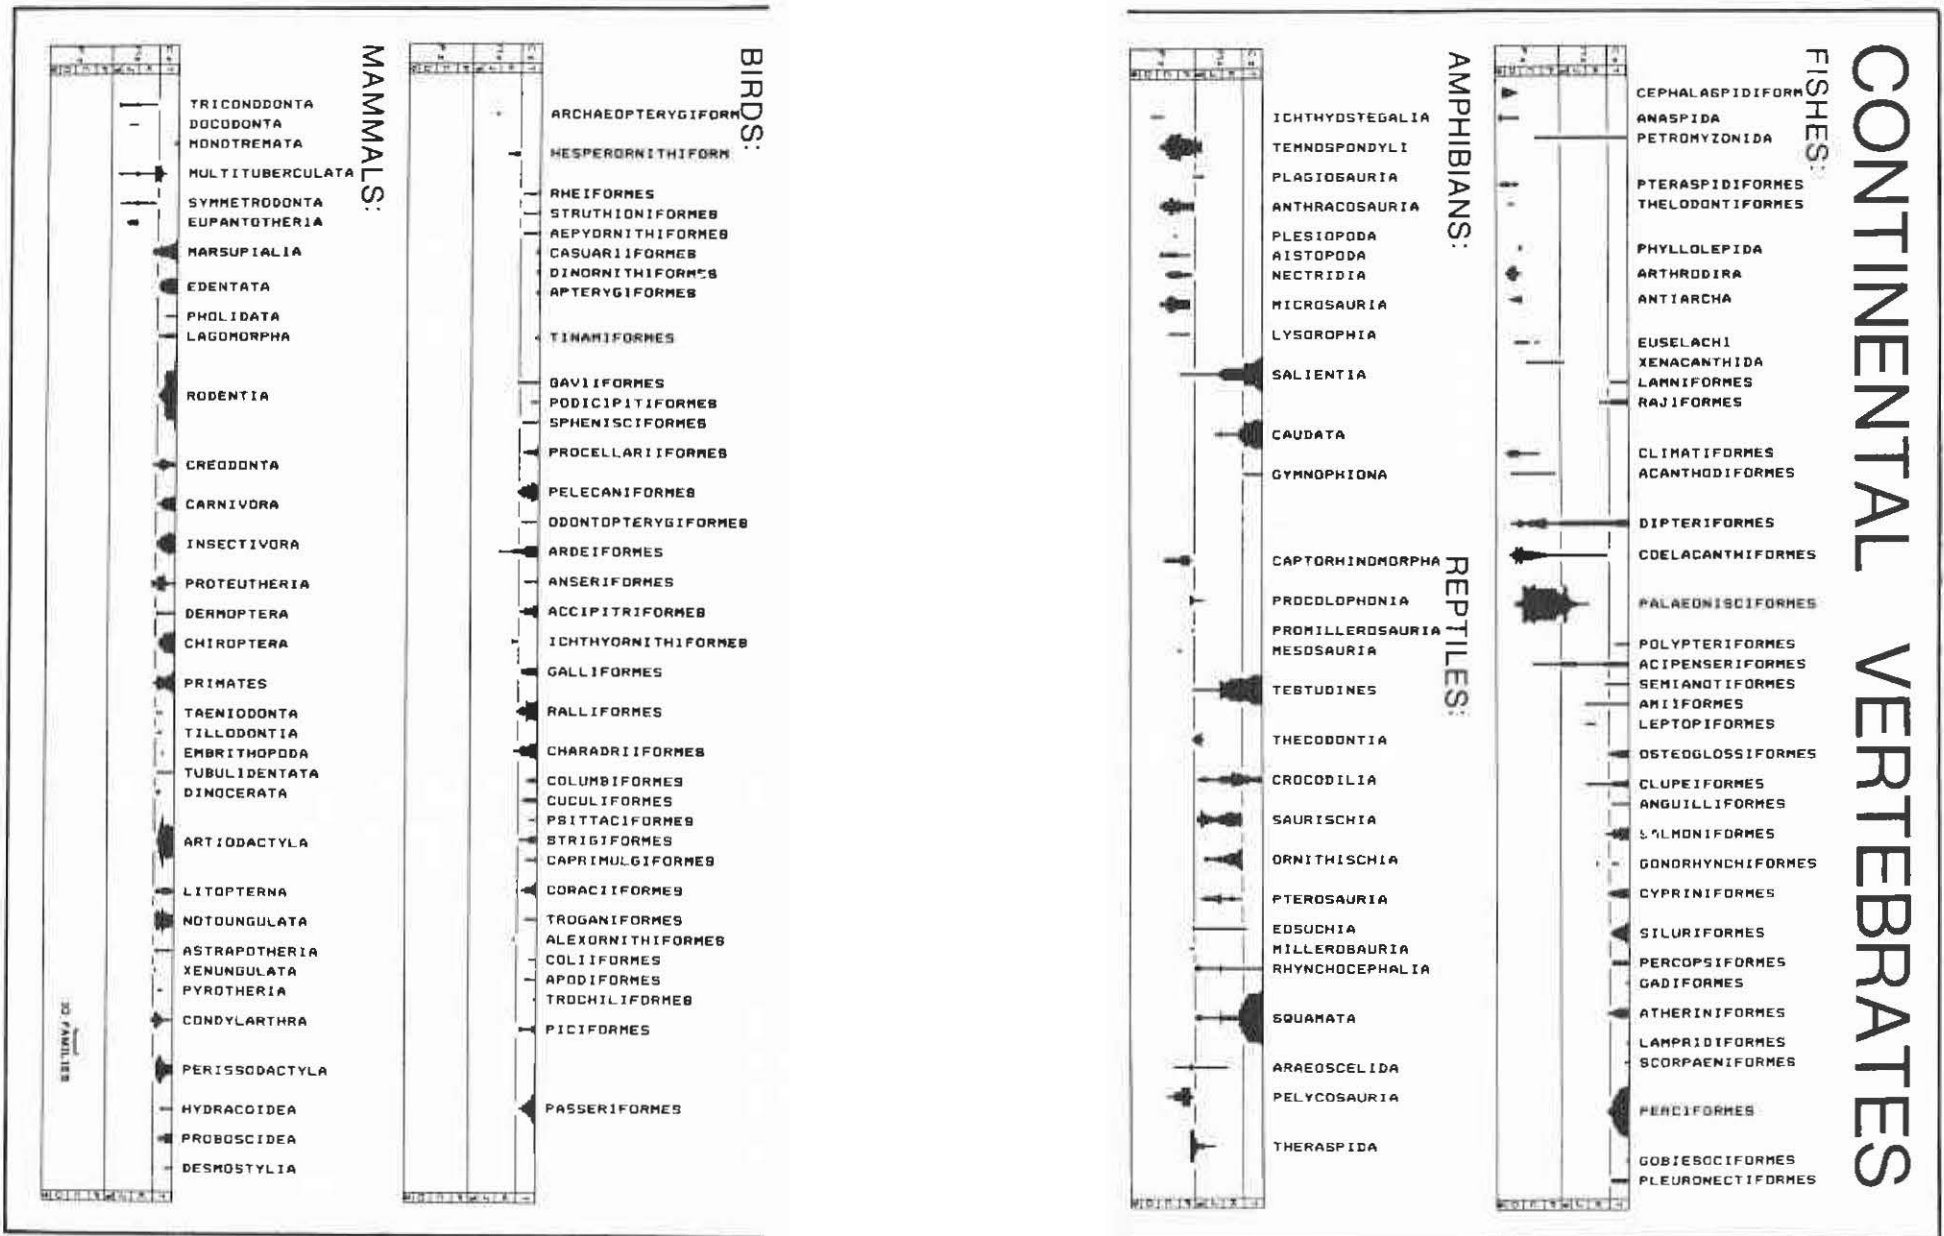 CONTINENTAL VERTEBRATES
MAMMALS:
TRICONODONTA
DOCODONTA
MONOTREMATA
MULTITUBERCULATA
SYMMETRODONTA
EUPANTOTHERIA
MARSUPIALIA
EDENTATA
PHOLIDATA
LAGOMORPHA
RODENTIA
CREODONTA
CARNIVORA
INSECTIVORA
PROTEUTHERIA
DERMOPTERA
CHIROPTERA
PRIMATES
TAENIODONTA
TILLODONTIA
EMBRITHOPODA
TUBULIDENTATA
DINOCERATA
ARTIODACTYLA
LITOPTERNA
NOTOUNGULATA
ASTRAPOTHERIA
XENUNGULATA
PYROTHERIA
CONDYLARTHRA
PERISSODACTYLA
HYDRACOIDEA
PROBOSCIDEA
DESMOSTYLIA
10 FAMILIES
BIRDS:
ARCHAEOPTERYGIFORM
HESPERORNITHIFORM
RHEIFORMES
STRUTHIONIFORMES
AEPYORNITHIFORMES
CASUARIIFORMES
DINORNITHIFORMES
APTERYGIFORMES
TINAMIFORMES
GAVIIFORMES
PODICIPITIFORMES
SPHENISCIFORMES
PROCELLARIIFORMES
PELECANIFORMES
ODONTOPTERYGIFORMES
ARDEIFORMES
ANSERIFORMES
ACCIPITRIFORMES
ICHTHYORNITHIFORMES
GALLIFORMES
RALLIFORMES
CHARADRIIFORMES
COLUMBIFORMES
CUCULIFORMES
PSITTACIFORMES
STRIGIFORMES
CAPRIMULGIFORMES
CORACIIFORMES
TROGANIFORMES
ALEXORNITHIFORMES
COLIIFORMES
APODIFORMES
TROCHILIFORMES
PICIFORMES
PASSERIFORMES
AMPHIBIANS:
ICHTHYOSTEGALIA
TEMNOSPONDYLI
PLAGIOSAURIA
ANTHRACOSAURIA
PLESIOPODA
AISTOPODA
NECTRIDIA
MICROSAURIA
LYSOROPHIA
SALIENTIA
CAUDATA
GYMNOPHIONA
REPTILES:
CAPTORHINOMORPHA
PROCOLOPHONIA
PROMILLEROSAURIA
MESOSAURIA
TESTUDINES
THECODONTIA
CROCODILIA
SAURISCHIA
ORNITHISCHIA
PTEROSAURIA
EOSUCHIA
MILLEROSAURIA
RHYNCHOCEPHALIA
SQUAMATA
ARAEOSCELIDA
PELYCOSAURIA
THERASPIDA
FISHES:
CEPHALASPIDIFORM
ANASPIDA
PETROMYZONIDA
PTERASPIDIFORMES
THELODONTIFORMES
PHYLLOLEPIDA
ARTHRODIRA
ANTIARCHA
EUSELACHI
XENACANTHIDA
LAMNIFORMES
RAJIFORMES
CLIMATIFORMES
ACANTHODIFORMES
DIPTERIFORMES
COELACANTHIFORMES
PALAEONISCIFORMES
POLYPTERIFORMES
ACIPENSERIFORMES
SEMIANOTIFORMES
AMIIFORMES
LEPTOPIFORMES
OSTEOGLOSSIFORMES
CLUPEIFORMES
ANGUILLIFORMES
SALMONIFORMES
GONORHYNCHIFORMES
CYPRINIFORMES
SILURIFORMES
PERCOPSIFORMES
GADIFORMES
ATHERINIFORMES
LAMPRIDIFORMES
SCORPAENIFORMES
PERCIFORMES
GOBIESOCIFORMES
PLEURONECTIFORMES